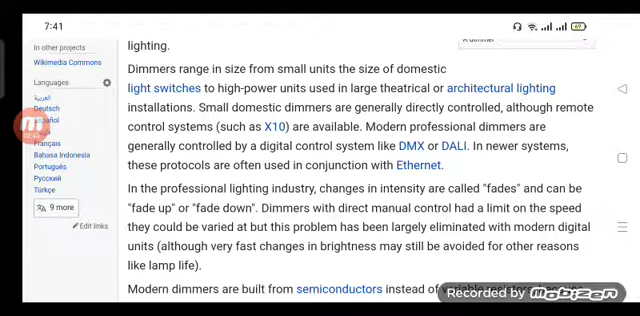 7:41
69
In other projects
Wikimedia Commons
Languages
العربية
Deutsch
Español
Français
Bahasa Indonesia
Português
Русский
Türkçe
9 more
Edit links
lighting.
Dimmers range in size from small units the size of domestic
light switches to high-power units used in large theatrical or architectural lighting
installations. Small domestic dimmers are generally directly controlled, although remote
control systems (such as X10) are available. Modern professional dimmers are
generally controlled by a digital control system like DMX or DALI. In newer systems,
these protocols are often used in conjunction with Ethernet.
In the professional lighting industry, changes in intensity are called "fades" and can be
"fade up" or "fade down". Dimmers with direct manual control had a limit on the speed
they could be varied at but this problem has been largely eliminated with modern digital
units (although very fast changes in brightness may still be avoided for other reasons
like lamp life).
Modern dimmers are built from semiconductors instead of variable resistors,
Recorded by mobizen